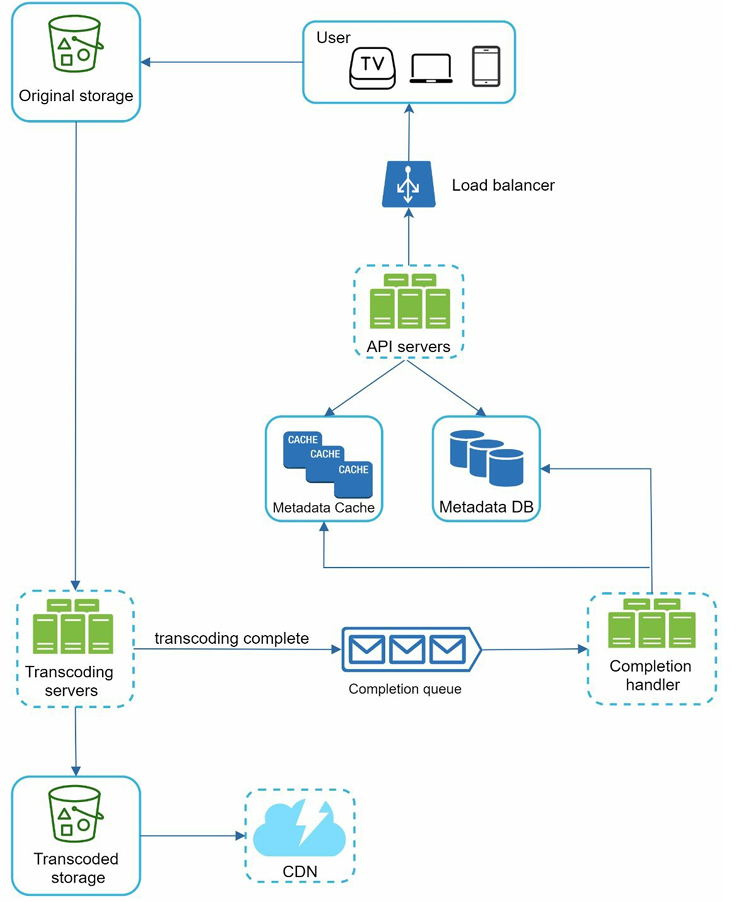 User
TV
Original storage
Load balancer
API servers
CACHE
CACHE
CACHE
Metadata Cache
Metadata DB
transcoding complete
Transcoding
servers
Completion queue
Completion
handler
Transcoded
storage
CDN